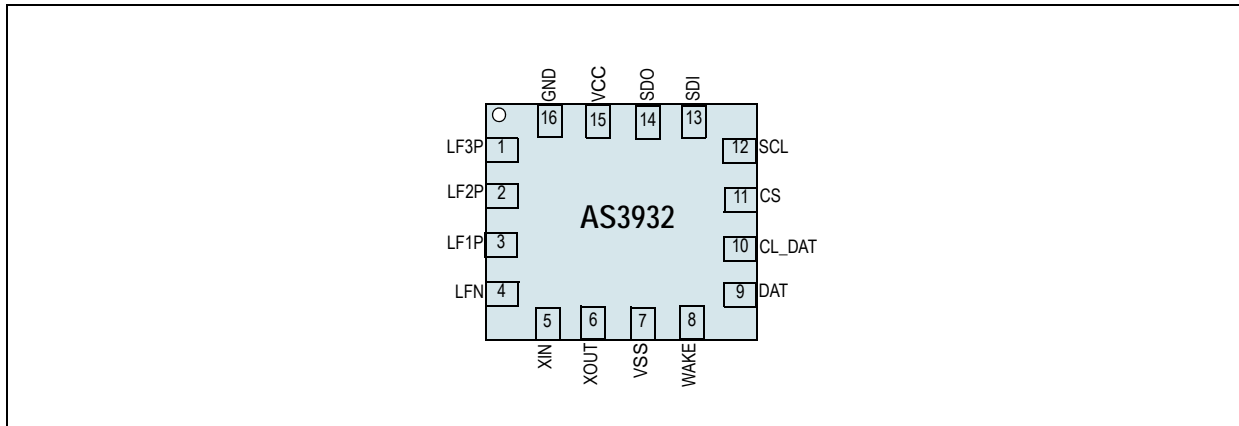 GND VCC SDO SDI
16 15 14 13
LF3P 1
12 SCL
LF2P 2
11 CS
AS3932
LF1P 3
10 CL_DAT
LFN 4
9 DAT
5 6 7 8
XIN XOUT VSS WAKE